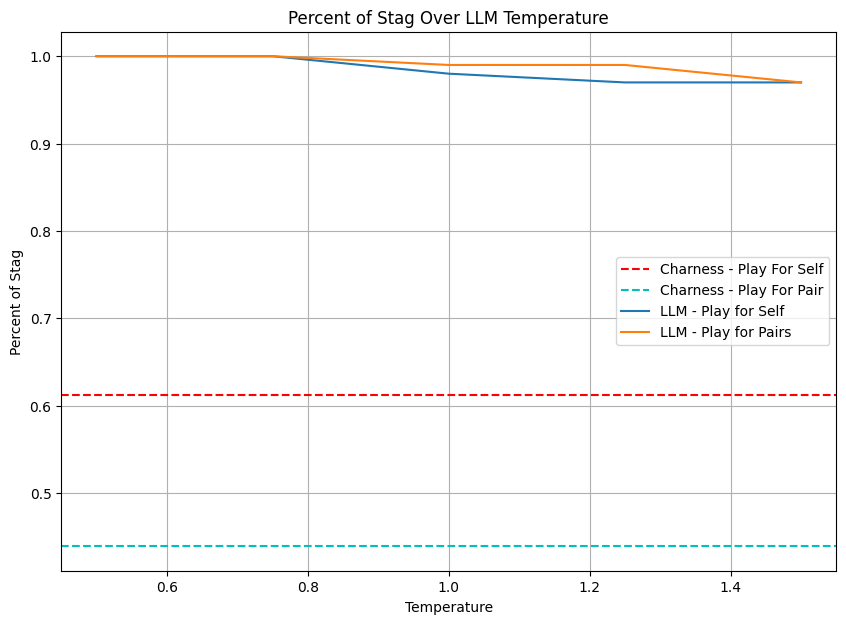 Percent of Stag Over LLM Temperature
Percent of Stag
1.0
0.9
0.8
0.7
0.6
0.5
Charness - Play For Self
Charness - Play For Pair
LLM - Play for Self
LLM - Play for Pairs
0.6
0.8
1.0
1.2
1.4
Temperature